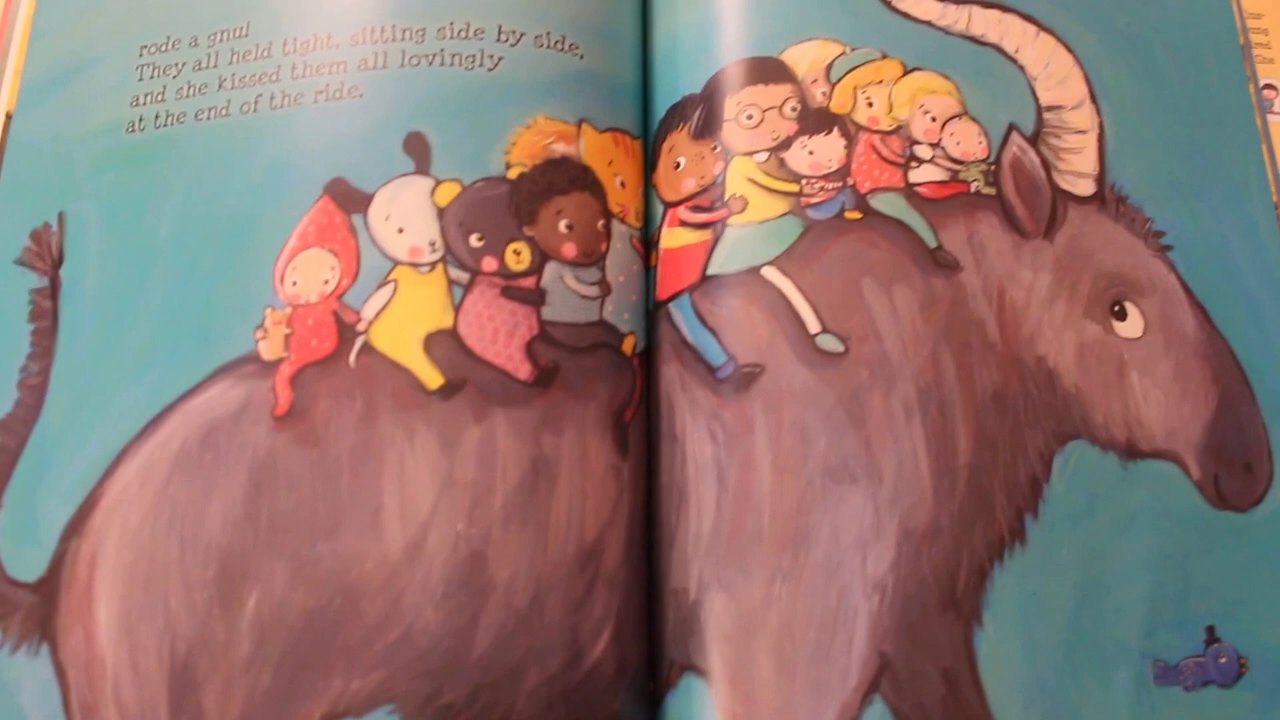 rode a gnu!
They all held tight, sitting side by side,
and she kissed them all lovingly
at the end of the ride.